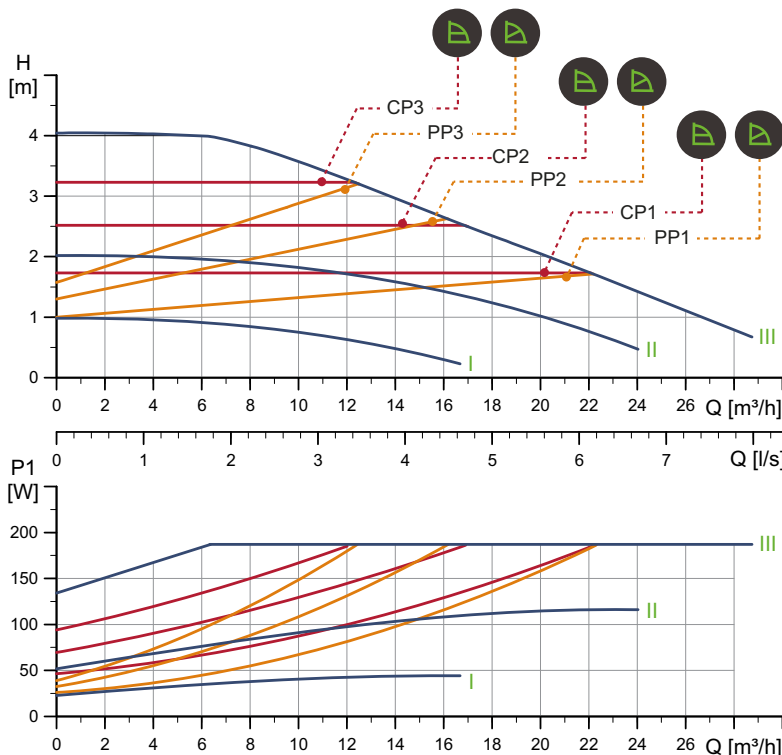 H
[m]
CP3
PP3
CP2
PP2
CP1
PP1
4
3
2
1
0
I
II
III
0 2 4 6 8 10 12 14 16 18 20 22 24 26 Q [m³/h]
0 1 2 3 4 5 6 7 Q [l/s]
P1
[W]
200
150
100
50
0
III
II
I
0 2 4 6 8 10 12 14 16 18 20 22 24 26 Q [m³/h]